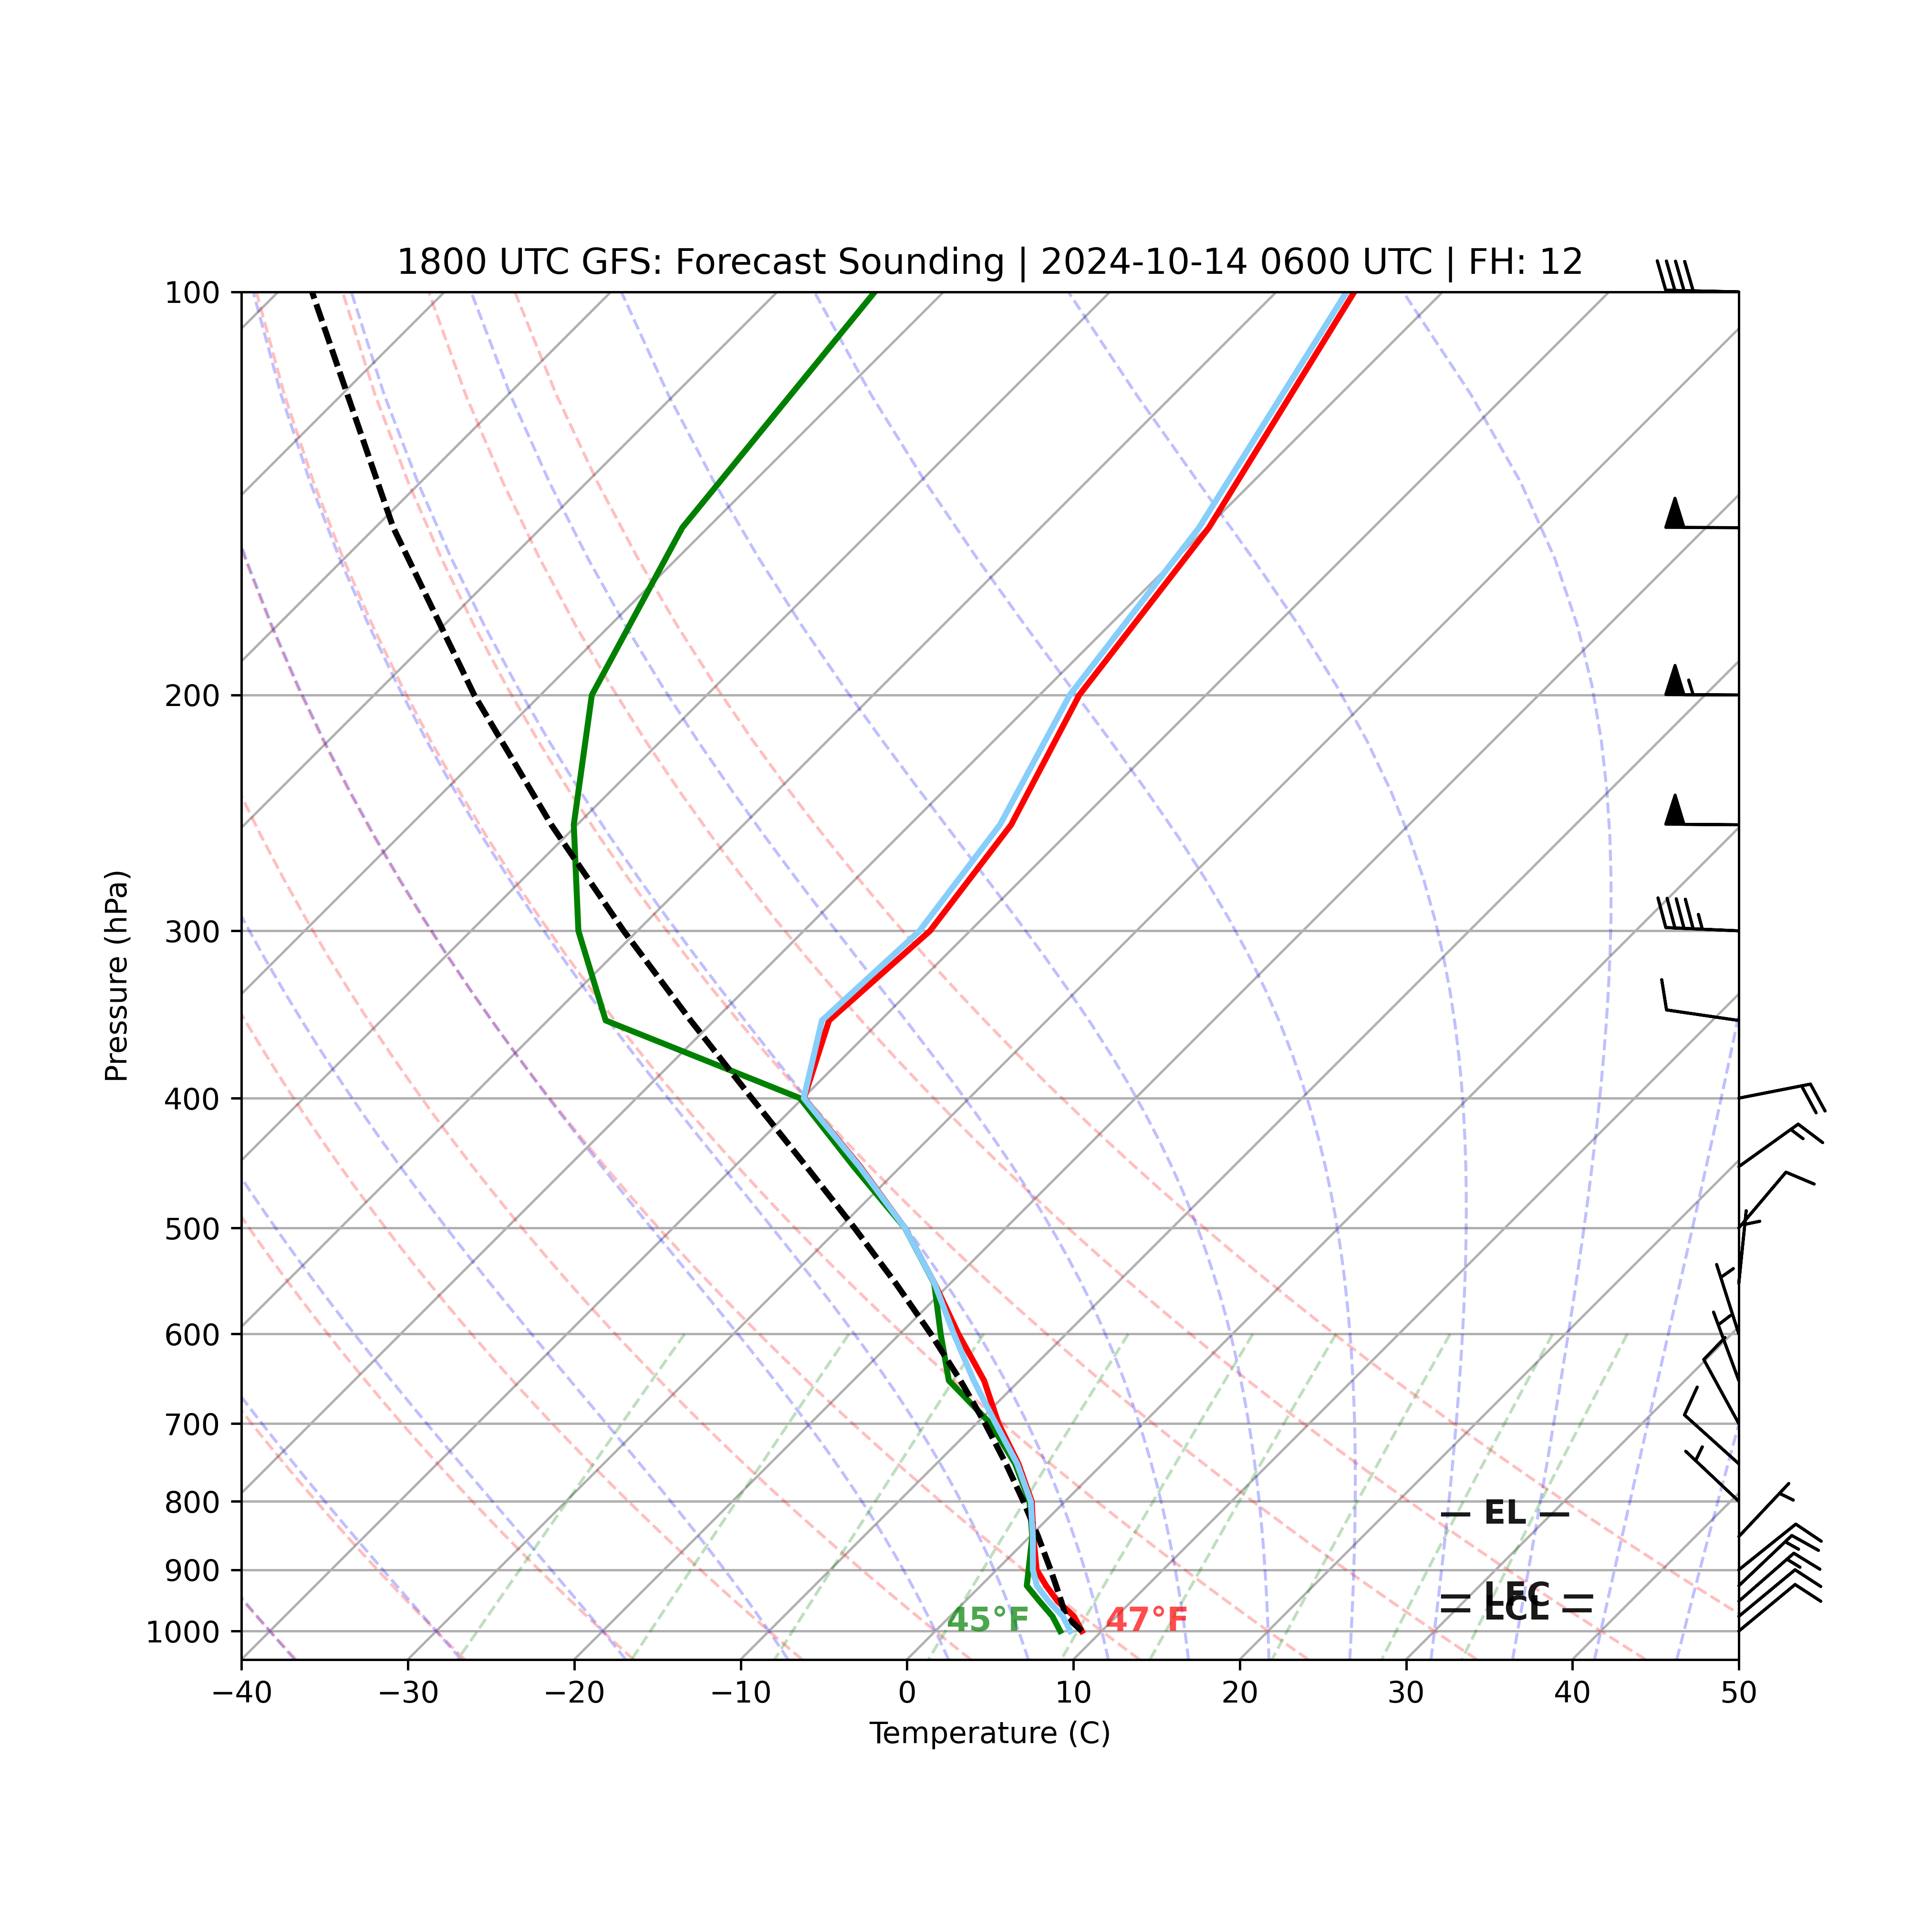 1800 UTC GFS: Forecast Sounding | 2024-10-14 0600 UTC | FH: 12
100
200
300
400
500
600
700
800
900
1000
Pressure (hPa)
— EL —
— LFC —
— LCL —
45°F
47°F
−40 −30 −20 −10 0 10 20 30 40 50
Temperature (C)